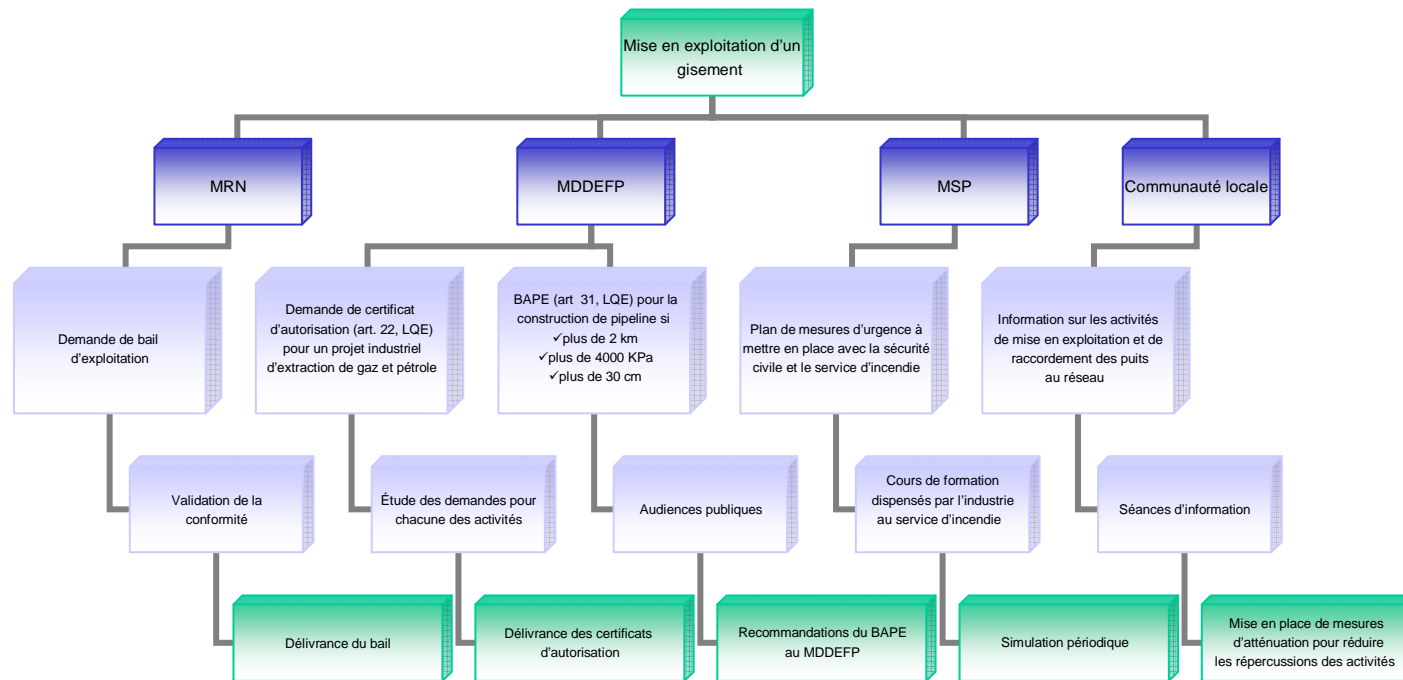 Mise en exploitation d'un
gisement
MRN
MDDEFP
MSP
Communauté locale
Demande de bail
d'exploitation
Demande de certificat
d'autorisation (art. 22, LQE)
pour un projet industriel
d'extraction de gaz et pétrole
BAPE (art 31, LQE) pour la
construction de pipeline si
✓plus de 2 km
✓plus de 4000 KPa
✓plus de 30 cm
Plan de mesures d'urgence à
mettre en place avec la sécurité
civile et le service d'incendie
Information sur les activités
de mise en exploitation et de
raccordement des puits
au réseau
Validation de la
conformité
Étude des demandes pour
chacune des activités
Audiences publiques
Cours de formation
dispensés par l'industrie
au service d'incendie
Séances d'information
Délivrance du bail
Délivrance des certificats
d'autorisation
Recommandations du BAPE
au MDDEFP
Simulation périodique
Mise en place de mesures
d'atténuation pour réduire
les répercussions des activités